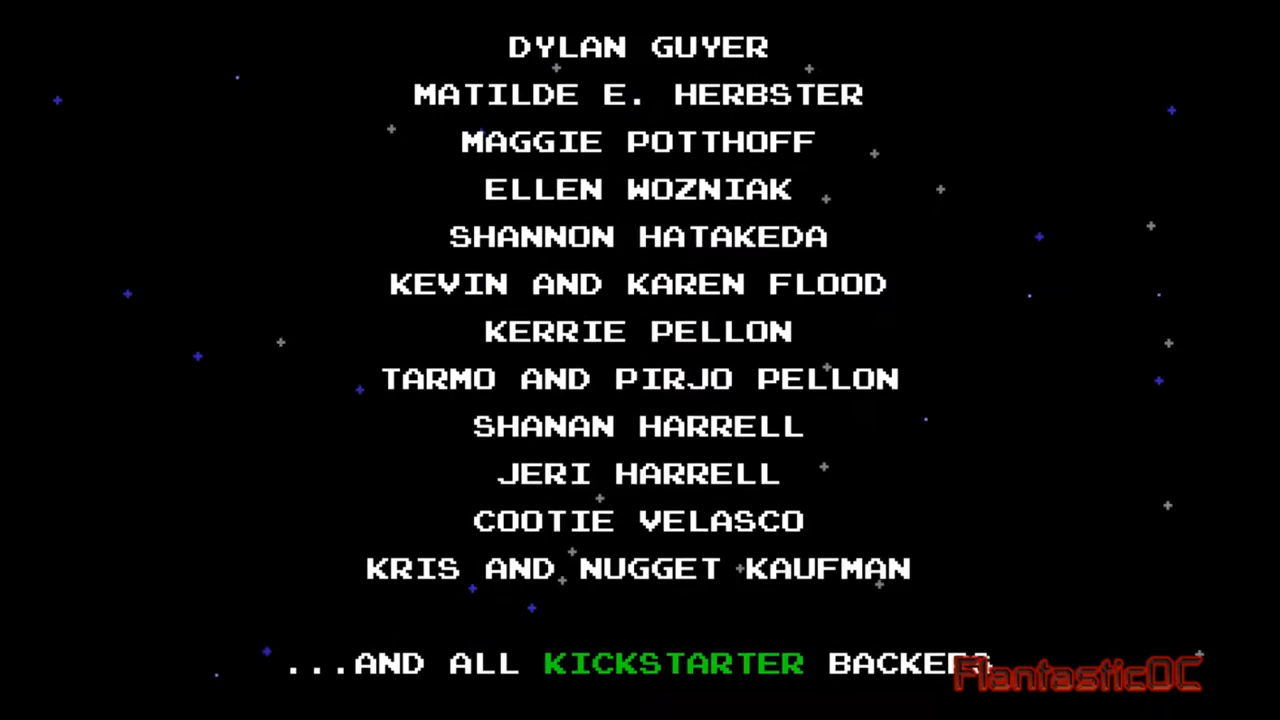 DYLAN GUYER
MATILDE E. HERBSTER
MAGGIE POTTHOFF
ELLEN WOZNIAK
SHANNON HATAKEDA
KEVIN AND KAREN FLOOD
KERRIE PELLON
TARMO AND PIRJO PELLON
SHANAN HARRELL
JERI HARRELL
COOTIE VELASCO
KRIS AND NUGGET KAUFMAN
...AND ALL KICKSTARTER BACKERS
FlantasticOC